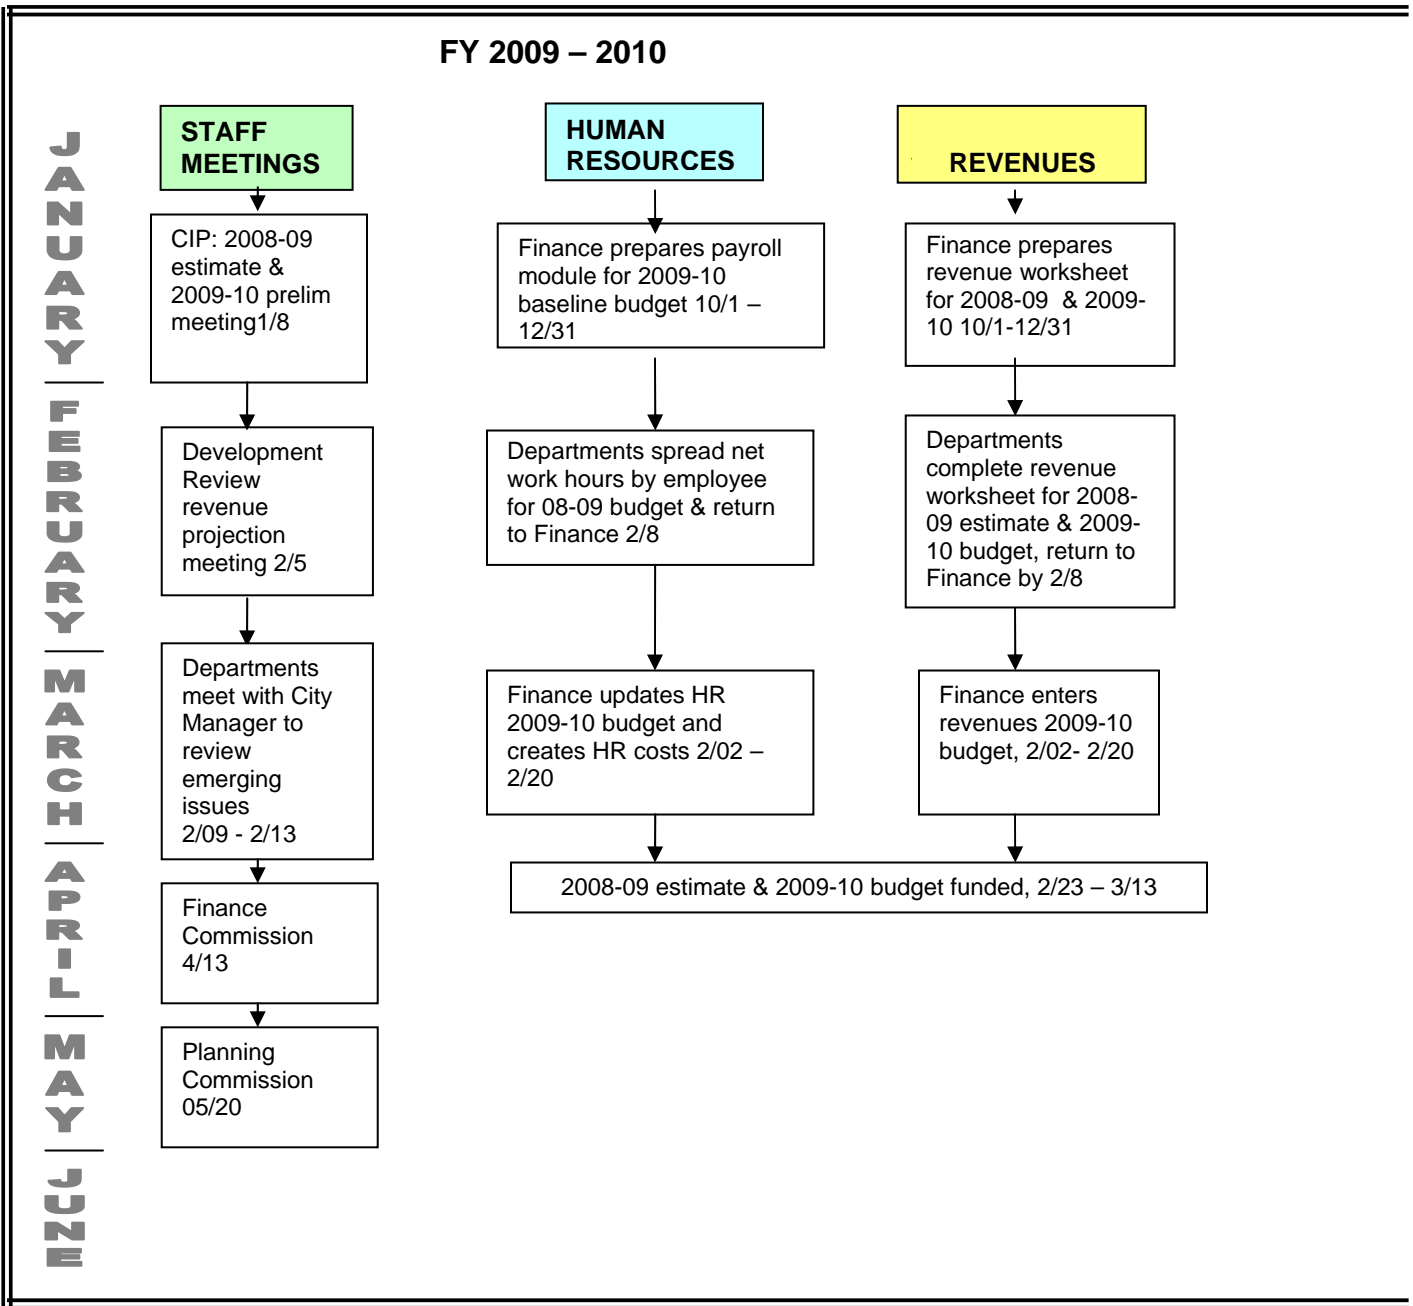 FY 2009 – 2010
JANUARY
FEBRUARY
MARCH
APRIL
MAY
JUNE
STAFF
MEETINGS
CIP: 2008-09
estimate &
2009-10 prelim
meeting1/8
Development
Review
revenue
projection
meeting 2/5
Departments
meet with City
Manager to
review
emerging
issues
2/09 - 2/13
Finance
Commission
4/13
Planning
Commission
05/20
HUMAN
RESOURCES
Finance prepares payroll
module for 2009-10
baseline budget 10/1 –
12/31
Departments spread net
work hours by employee
for 08-09 budget & return
to Finance 2/8
Finance updates HR
2009-10 budget and
creates HR costs 2/02 –
2/20
REVENUES
Finance prepares
revenue worksheet
for 2008-09 & 2009-
10 10/1-12/31
Departments
complete revenue
worksheet for 2008-
09 estimate & 2009-
10 budget, return to
Finance by 2/8
Finance enters
revenues 2009-10
budget, 2/02- 2/20
2008-09 estimate & 2009-10 budget funded, 2/23 – 3/13